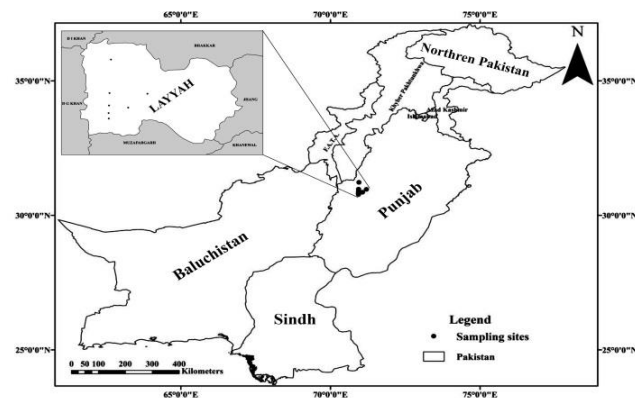 65°0'0"E
70°0'0"E
75°0'0"E
N
D I KHAN
BHAKKAR
D G KHAN
LAYYAH
JHANG
MUZAFARGARH
KHANEWAL
Northren Pakistan
Khyber Pakhtunkhwa
Azad Kashmir
Islamabad
F.A.T.A.
35°0'0"N
35°0'0"N
30°0'0"N
30°0'0"N
25°0'0"N
25°0'0"N
Punjab
Baluchistan
Sindh
Legend
Sampling sites
Pakistan
0 50 100 200 300 400
Kilometers
65°0'0"E
70°0'0"E
75°0'0"E